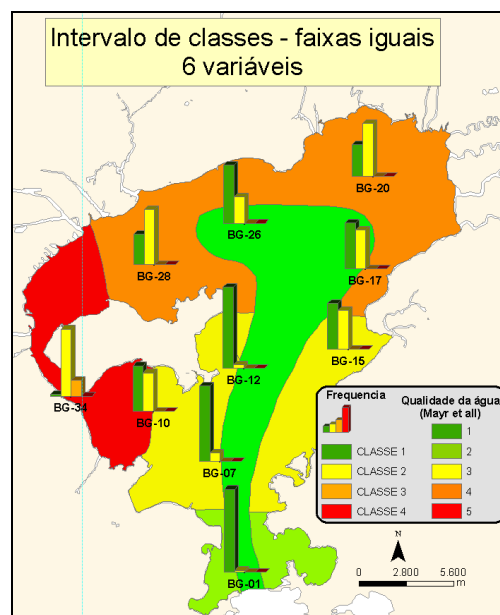 Intervalo de classes - faixas iguais
6 variáveis
BG-20
BG-26
BG-17
BG-28
BG-15
BG-12
BG-34
BG-10
BG-07
BG-01
Frequencia
CLASSE 1
CLASSE 2
CLASSE 3
CLASSE 4
Qualidade da água
(Mayr et all)
1
2
3
4
5
N
0 2.800 5.600
m